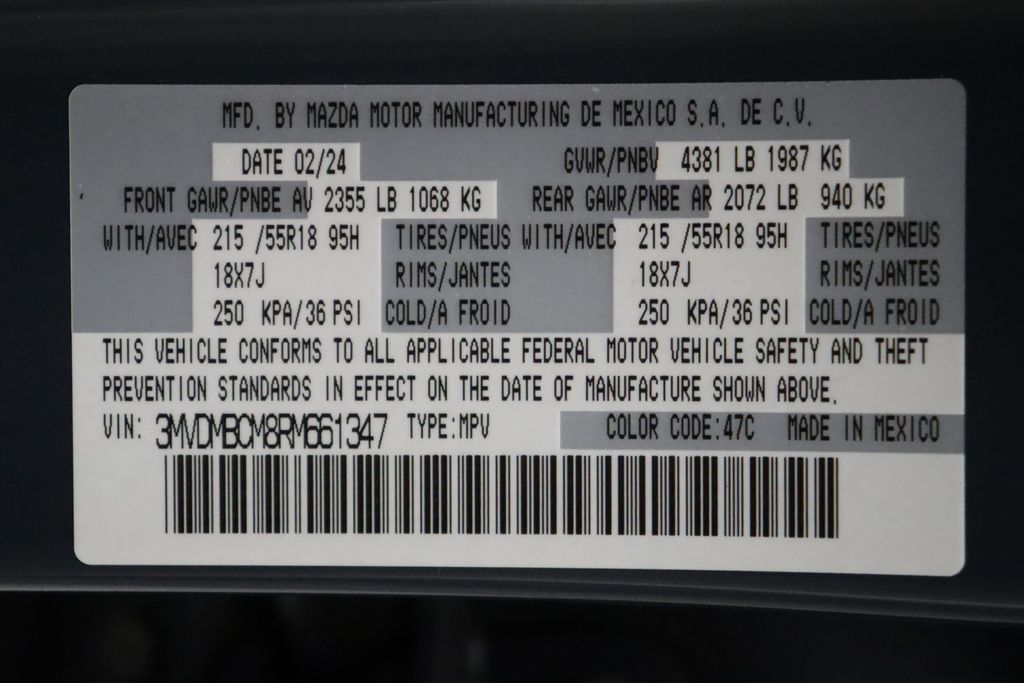 MFD. BY MAZDA MOTOR MANUFACTURING DE MEXICO S.A. DE C.V.
DATE 02/24 GVWR/PNBV 4381 LB 1987 KG
FRONT GAWR/PNBE AV 2355 LB 1068 KG REAR GAWR/PNBE AR 2072 LB 940 KG
WITH/AVEC 215 /55R18 95H TIRES/PNEUS WITH/AVEC 215 /55R18 95H TIRES/PNEUS
18X7J RIMS/JANTES 18X7J RIMS/JANTES
250 KPA/36 PSI COLD/A FROID 250 KPA/36 PSI COLD/A FROID
THIS VEHICLE CONFORMS TO ALL APPLICABLE FEDERAL MOTOR VEHICLE SAFETY AND THEFT
PREVENTION STANDARDS IN EFFECT ON THE DATE OF MANUFACTURE SHOWN ABOVE.
VIN: 3MVDMBCM8RM661347 TYPE:MPV COLOR CODE:47C MADE IN MEXICO